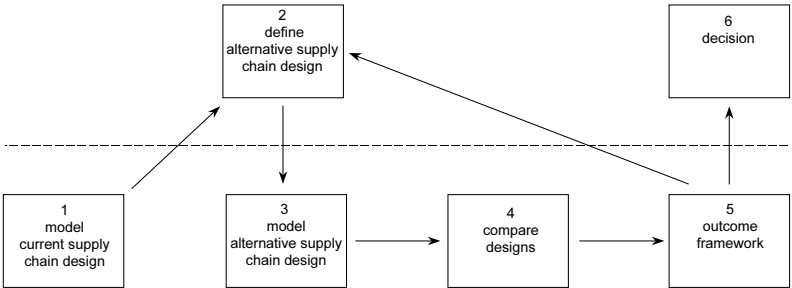 2
define
alternative supply
chain design
6
decision
1
model
current supply
chain design
3
model
alternative supply
chain design
4
compare
designs
5
outcome
framework